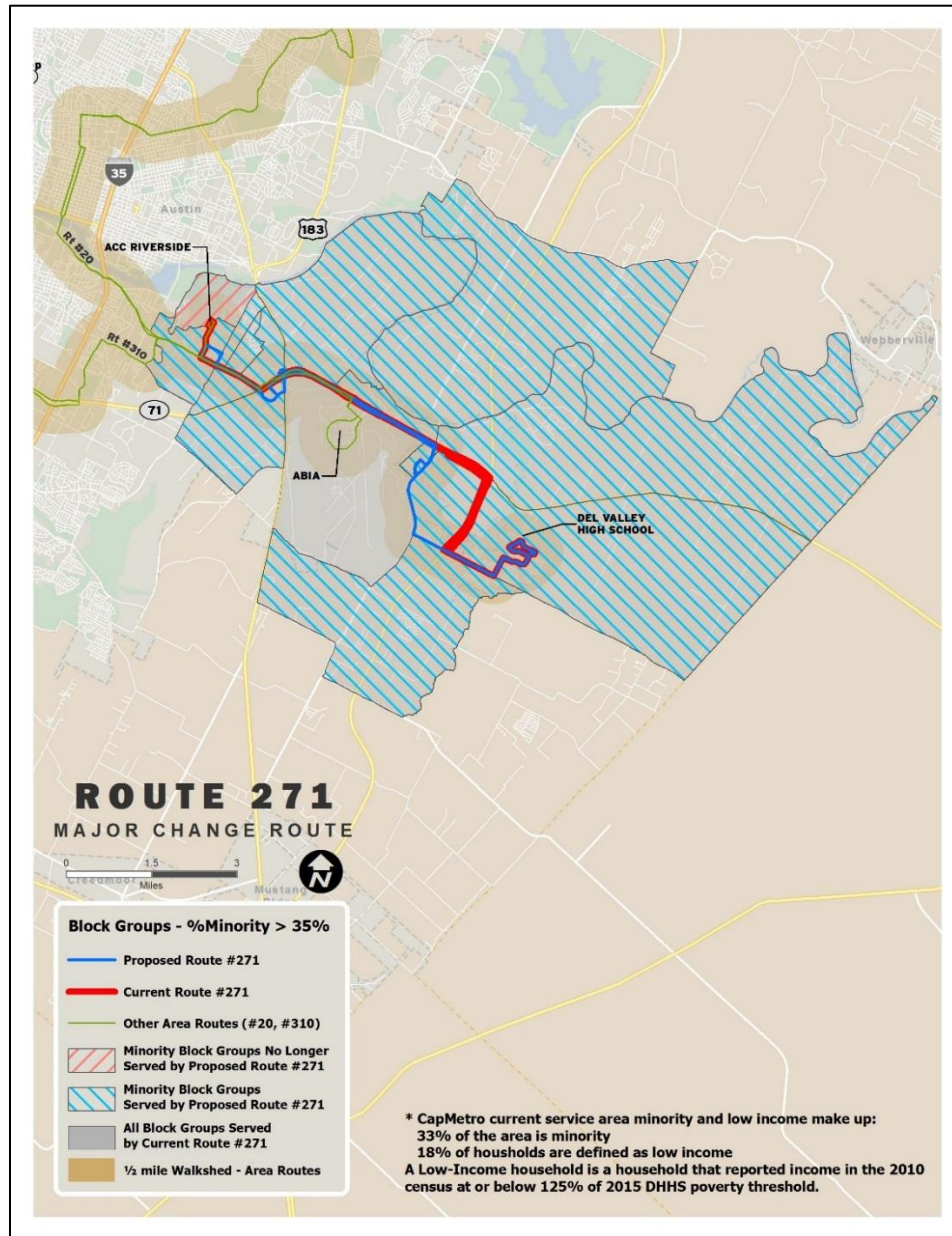 p
35
Austin
ACC RIVERSIDE
183
Rt #20
Rt #310
71
Webberville
ABIA
DEL VALLEY
HIGH SCHOOL
ROUTE 271
MAJOR CHANGE ROUTE
0 1.5 3
Miles
Creedmoor
N
Mustang
Block Groups - %Minority > 35%
Proposed Route #271
Current Route #271
Other Area Routes (#20, #310)
Minority Block Groups No Longer
Served by Proposed Route #271
Minority Block Groups
Served by Proposed Route #271
All Block Groups Served
by Current Route #271
½ mile Walkshed - Area Routes
* CapMetro current service area minority and low income make up:
33% of the area is minority
18% of housholds are defined as low income
A Low-Income household is a household that reported income in the 2010
census at or below 125% of 2015 DHHS poverty threshold.